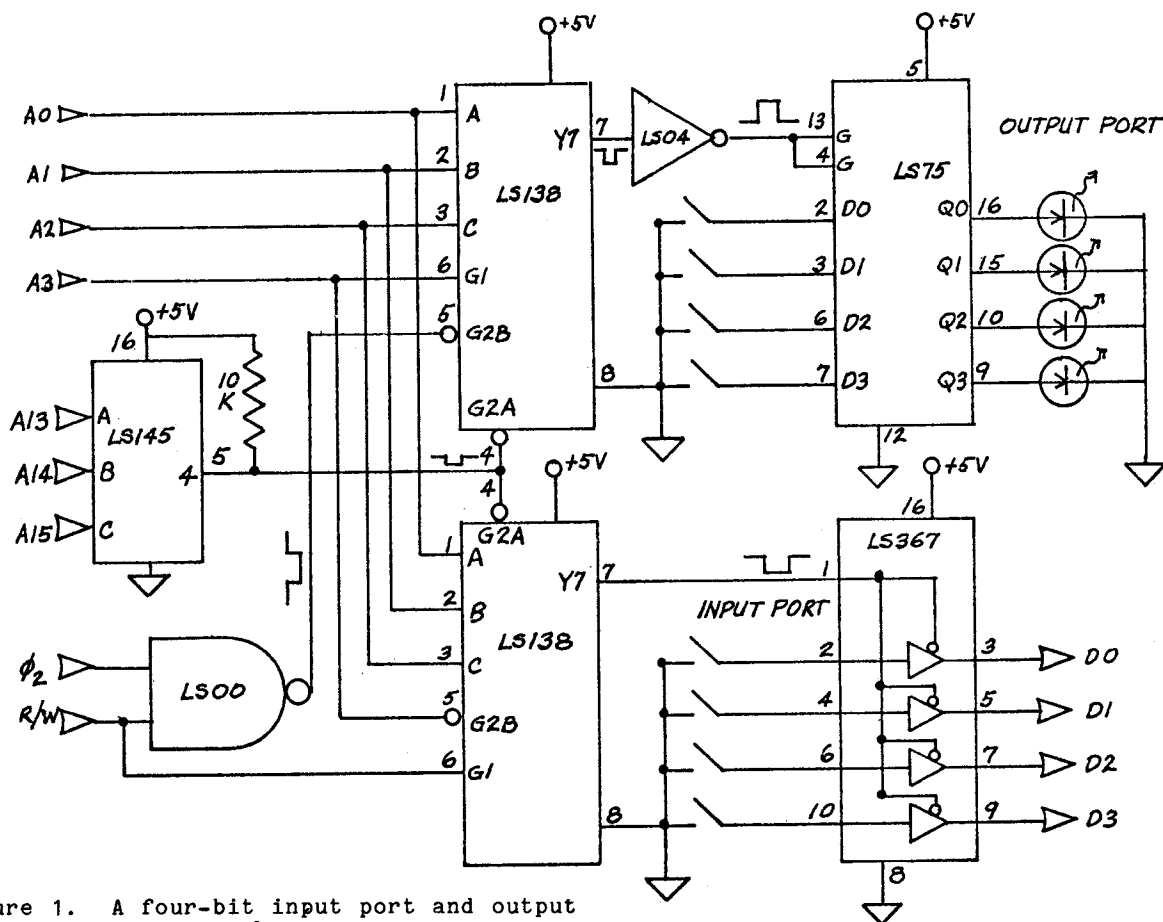 +5V
+5V
A0
1
A
Y7
7
LS04
13
G
4
G
5
LS75
OUTPUT PORT
A1
2
B
LS138
A2
3
C
2
D0
Q0
16
A3
6
G1
3
D1
Q1
15
+5V
16
5
G2B
6
D2
Q2
10
10
K
8
7
D3
Q3
9
G2A
12
A13
A
LS145
4
5
4
4
+5V
+5V
A14
B
16
A15
C
G2A
LS367
1
A
Y7
7
1
2
B
INPUT PORT
LS138
3
C
2
3
D0
ϕ2
LS00
5
G2B
4
5
D1
R/W
6
G1
6
7
D2
8
10
9
D3
8
ure 1. A four-bit input port and output